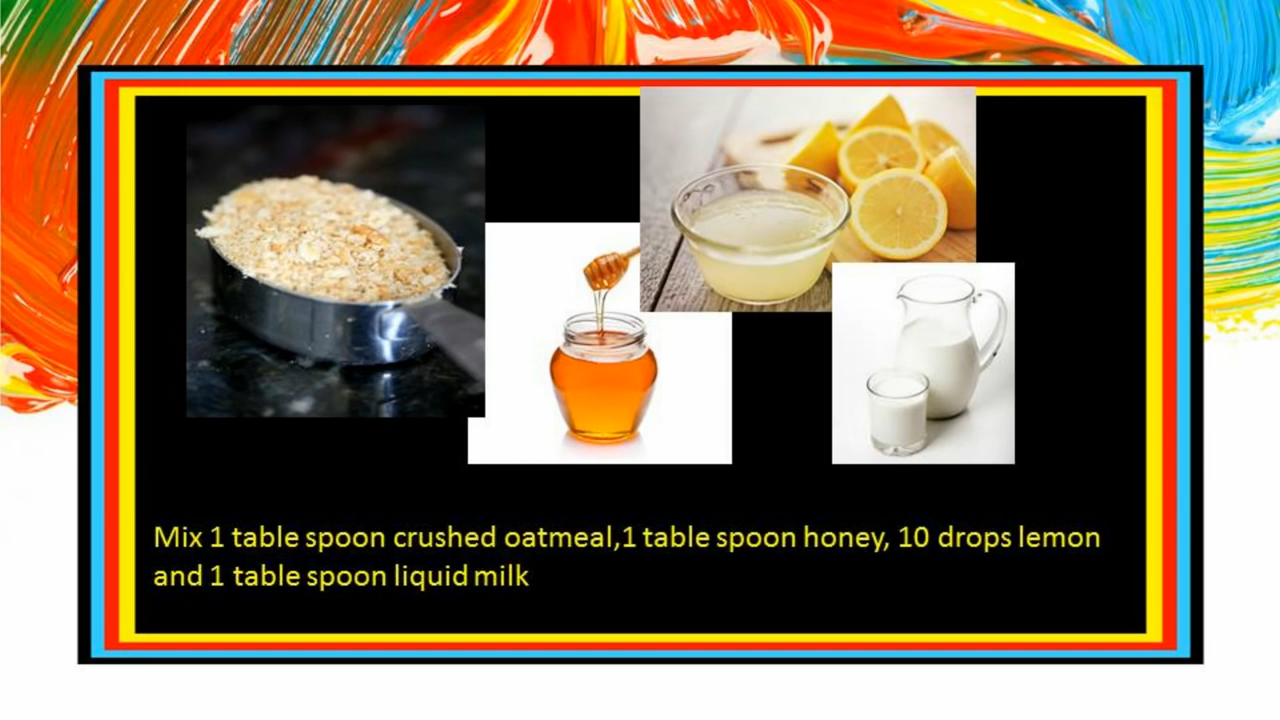 Mix 1 table spoon crushed oatmeal,1 table spoon honey, 10 drops lemon
and 1 table spoon liquid milk